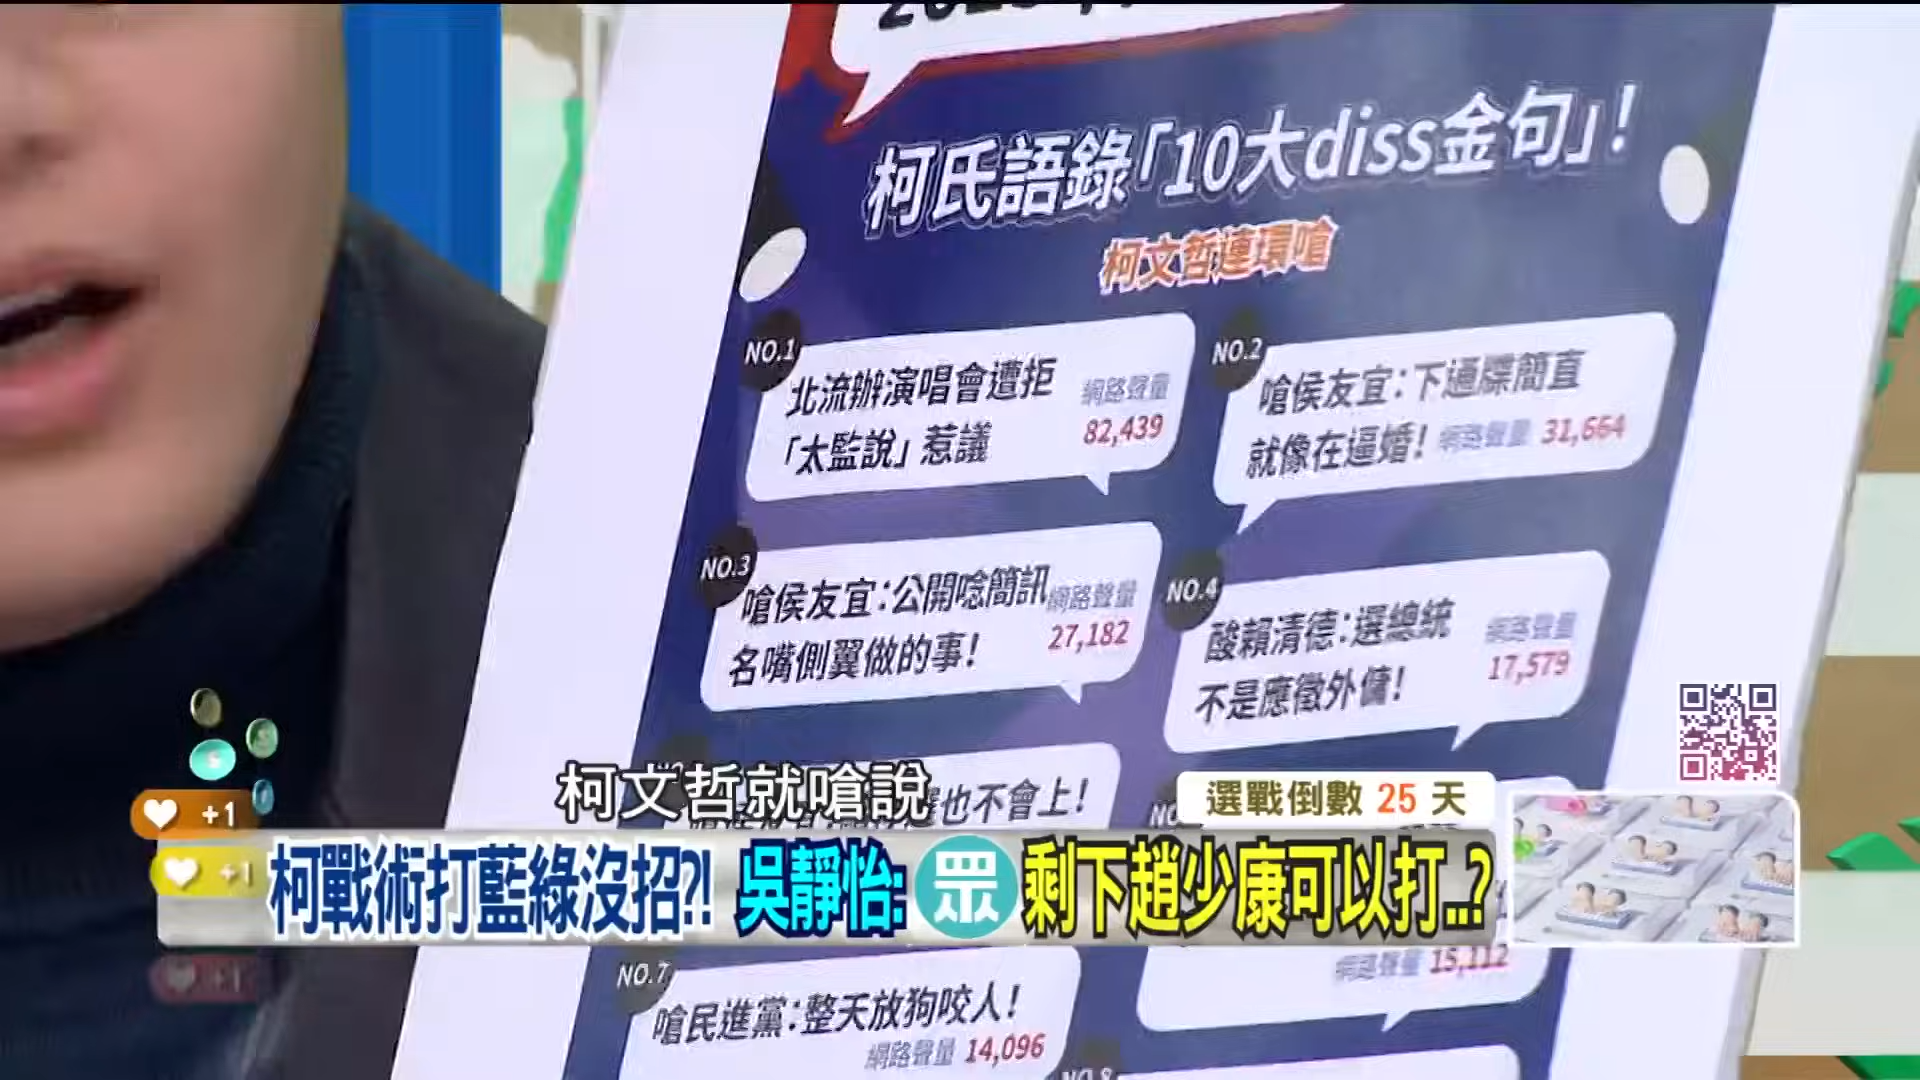 柯氏語錄「10大diss金句」!
柯文哲連環嗆
NO.1
北流辦演唱會遭拒
「太監說」惹議
網路聲量
82,439
NO.2
嗆侯友宜:下通牒簡直
就像在逼婚!
網路聲量 31,664
NO.3
嗆侯友宜:公開唸簡訊
名嘴側翼做的事!
網路聲量
27,182
NO.4
酸賴清德:選總統
不是應徵外傭!
網路聲量
17,579
也不會上!
柯文哲就嗆說
選戰倒數 25 天
+1
+1
+1
柯戰術打藍綠沒招?! 吳靜怡: 眾 剩下趙少康可以打..?
網路聲量 15,112
NO.7
嗆民進黨:整天放狗咬人!
網路聲量 14,096
NO.8